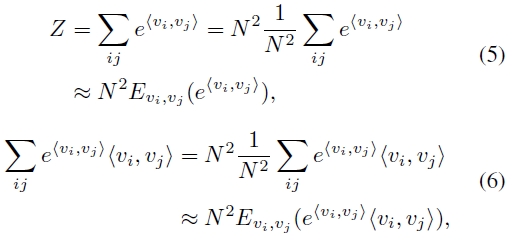 Z = \sum_{ij} e^{\langle v_i, v_j \rangle} = N^2 \frac{1}{N^2} \sum_{ij} e^{\langle v_i, v_j \rangle}
\approx N^2 E_{v_i, v_j}(e^{\langle v_i, v_j \rangle}), (5)
\sum_{ij} e^{\langle v_i, v_j \rangle} \langle v_i, v_j \rangle = N^2 \frac{1}{N^2} \sum_{ij} e^{\langle v_i, v_j \rangle} \langle v_i, v_j \rangle
\approx N^2 E_{v_i, v_j}(e^{\langle v_i, v_j \rangle} \langle v_i, v_j \rangle), (6)